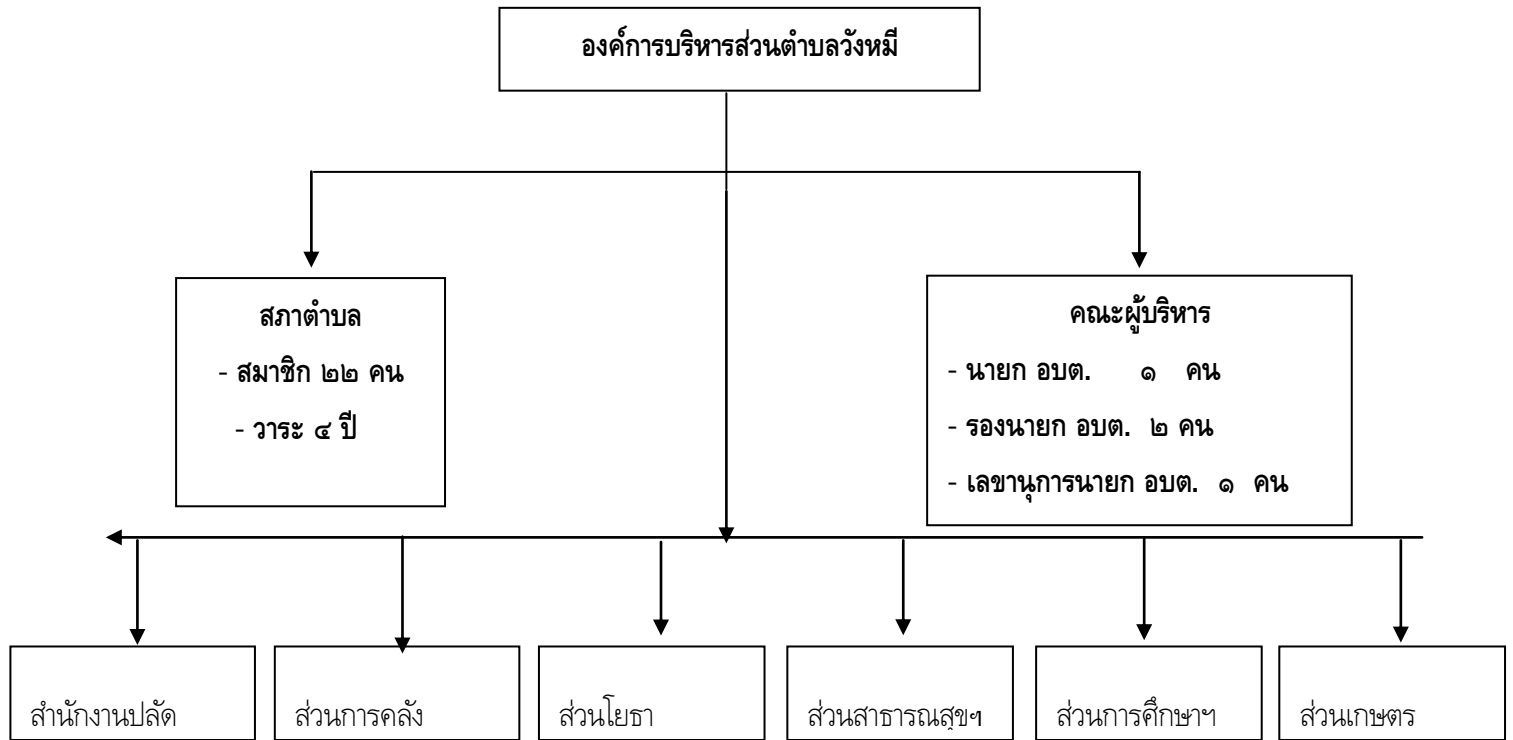 องค์การบริหารส่วนตำบลวังหมี
สภาตำบล
- สมาชิก ๒๒ คน
- วาระ ๔ ปี
คณะผู้บริหาร
- นายก อบต. ๑ คน
- รองนายก อบต. ๒ คน
- เลขานุการนายก อบต. ๑ คน
สำนักงานปลัด
ส่วนการคลัง
ส่วนโยธา
ส่วนสาธารณสุขฯ
ส่วนการศึกษาฯ
ส่วนเกษตร